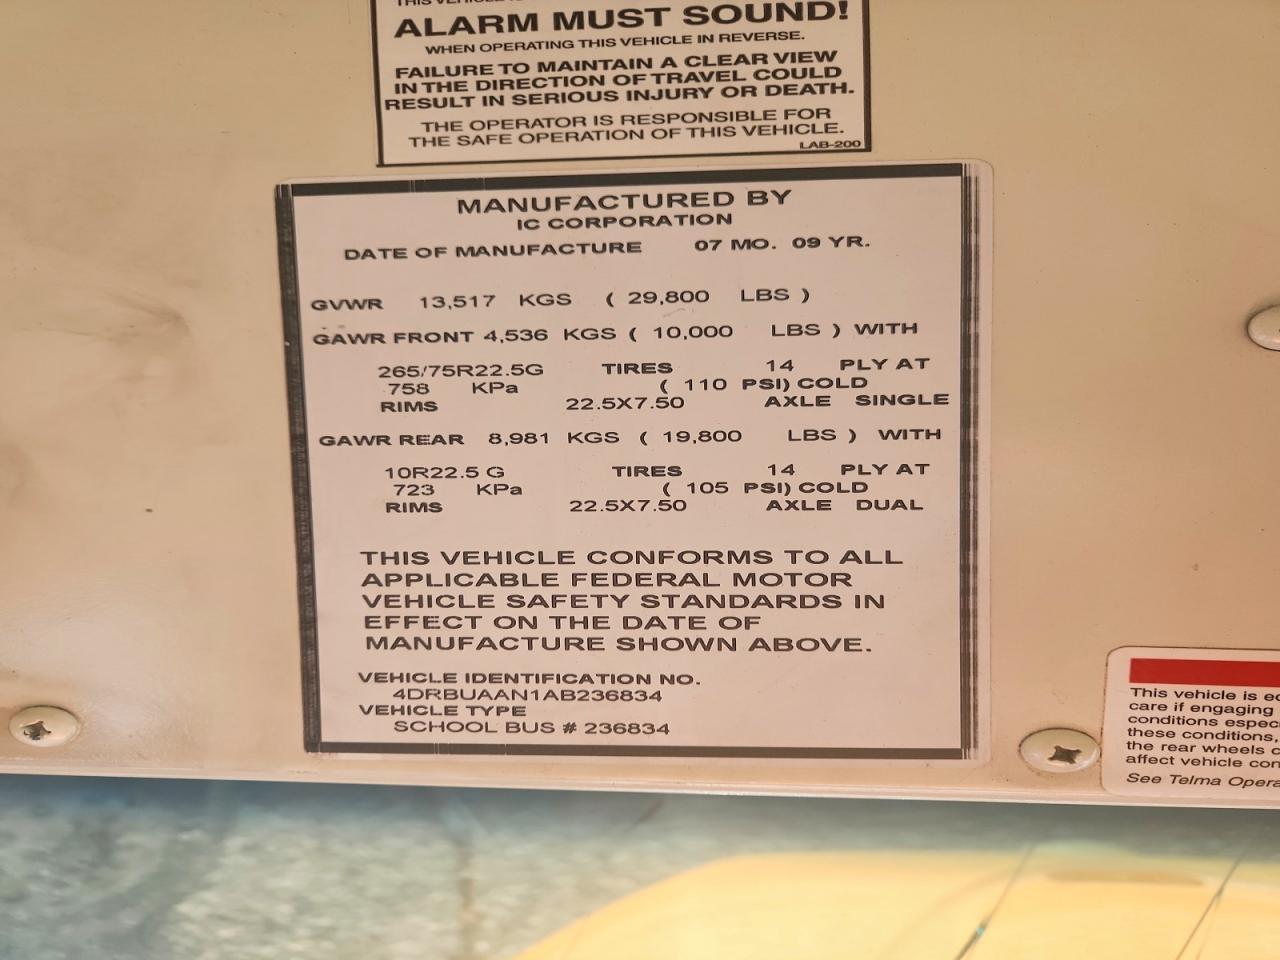 ALARM MUST SOUND!
WHEN OPERATING THIS VEHICLE IN REVERSE.
FAILURE TO MAINTAIN A CLEAR VIEW
IN THE DIRECTION OF TRAVEL COULD
RESULT IN SERIOUS INJURY OR DEATH.
THE OPERATOR IS RESPONSIBLE FOR
THE SAFE OPERATION OF THIS VEHICLE.
LAB-200
MANUFACTURED BY
IC CORPORATION
DATE OF MANUFACTURE 07 MO. 09 YR.
GVWR 13,517 KGS ( 29,800 LBS )
GAWR FRONT 4,536 KGS ( 10,000 LBS ) WITH
265/75R22.5G TIRES 14 PLY AT
758 KPa ( 110 PSI) COLD
RIMS 22.5X7.50 AXLE SINGLE
GAWR REAR 8,981 KGS ( 19,800 LBS ) WITH
10R22.5 G TIRES 14 PLY AT
723 KPa ( 105 PSI) COLD
RIMS 22.5X7.50 AXLE DUAL
THIS VEHICLE CONFORMS TO ALL
APPLICABLE FEDERAL MOTOR
VEHICLE SAFETY STANDARDS IN
EFFECT ON THE DATE OF
MANUFACTURE SHOWN ABOVE.
VEHICLE IDENTIFICATION NO.
4DRBUAAN1AB236834
VEHICLE TYPE
SCHOOL BUS # 236834
This vehicle is
care if engaging
conditions
these conditions,
the rear wheels
affect vehicle
See Telma